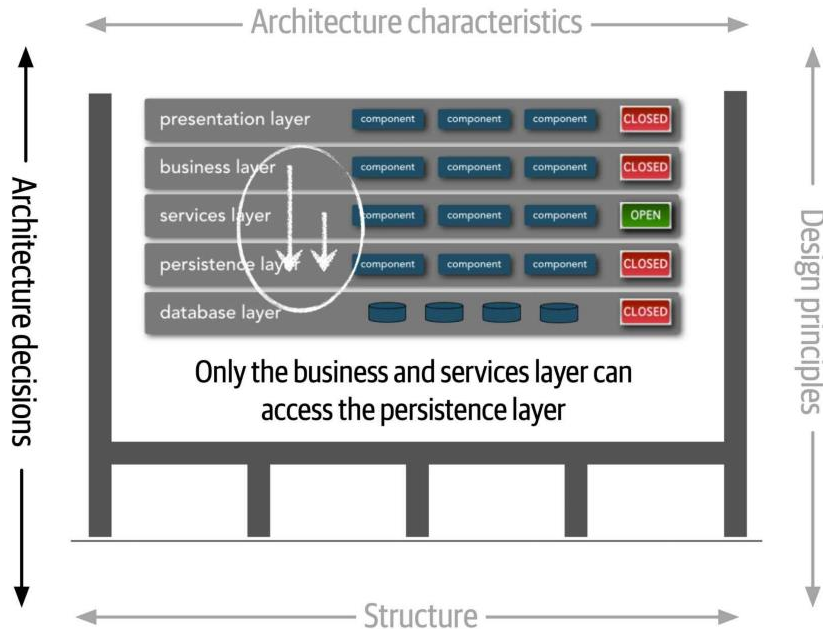 Architecture characteristics
presentation layer component component component CLOSED
business layer component component component CLOSED
services layer component component component OPEN
persistence layer component component component CLOSED
database layer CLOSED
Only the business and services layer can
access the persistence layer
Architecture decisions
Design principles
Structure